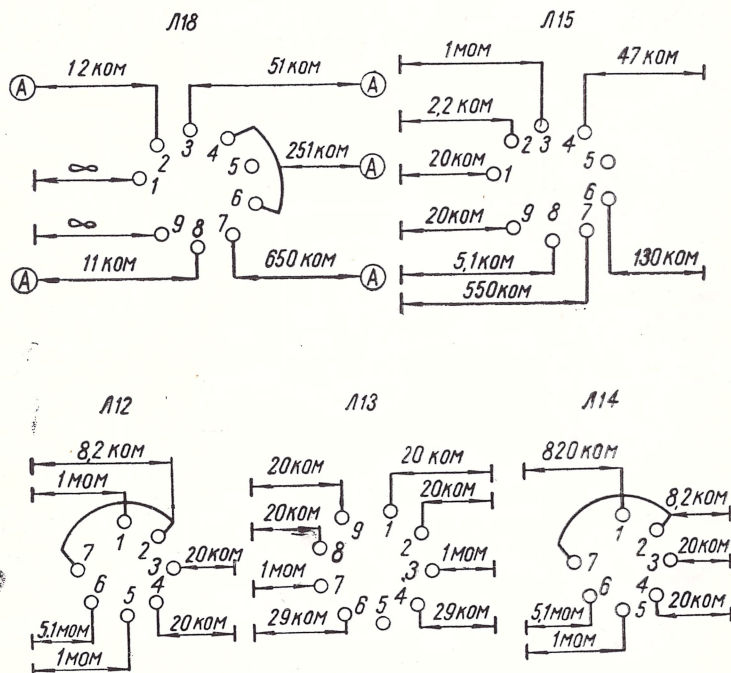 Л18
12 ком
51 ком
А
А
2
3
4
5
251 ком
А
∞
1
6
∞
9
8
7
А
11 ком
650 ком
А
Л15
1 мом
47 ком
2,2 ком
2
3
4
5
20 ком
1
6
20 ком
9
8
7
5,1 ком
130 ком
550 ком
Л12
8,2 ком
1 мом
1
2
7
3
20 ком
6
5
4
5,1 мом
20 ком
1 мом
Л13
20 ком
20 ком
20 ком
20 ком
9
1
2
8
1 мом
7
3
1 мом
6
5
4
29 ком
29 ком
Л14
820 ком
8,2 ком
1
2
7
3
20 ком
6
4
5
5,1 мом
20 ком
1 мом